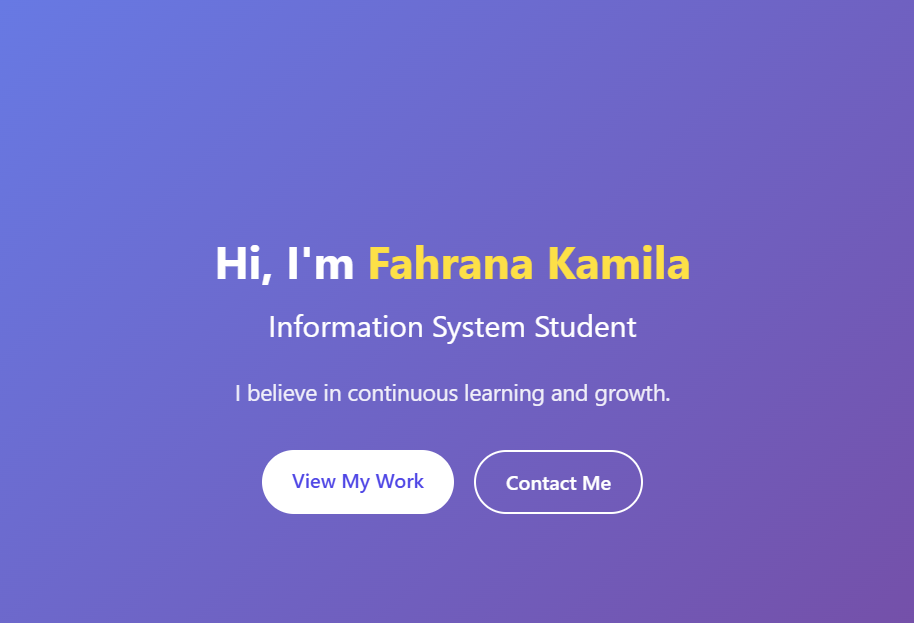 Hi, I'm Fahrana Kamila
Information System Student
I believe in continuous learning and growth.
View My Work
Contact Me